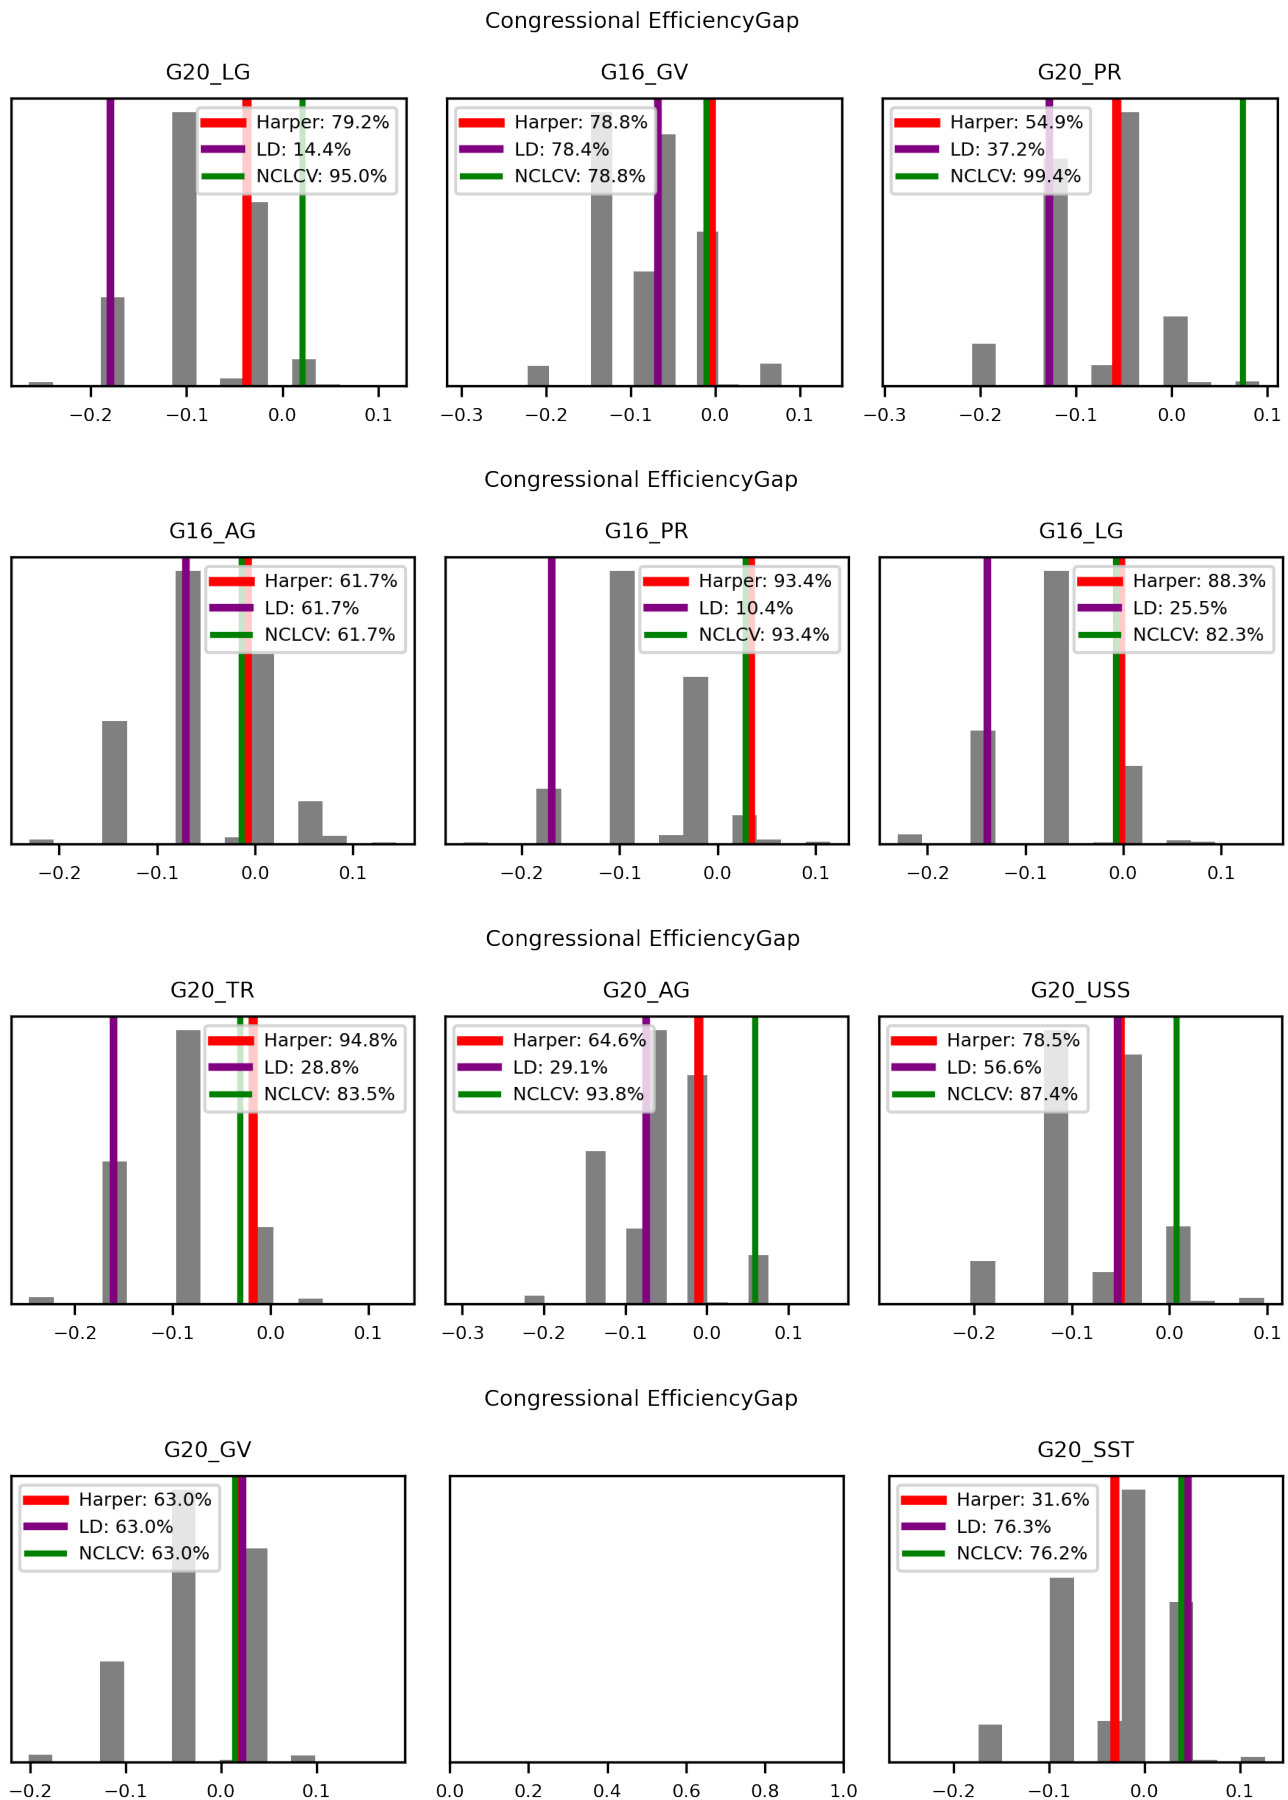 Congressional EfficiencyGap
G20_LG
G16_GV
G20_PR
Harper: 79.2%
LD: 14.4%
NCLCV: 95.0%
Harper: 78.8%
LD: 78.4%
NCLCV: 78.8%
Harper: 54.9%
LD: 37.2%
NCLCV: 99.4%
−0.2 −0.1 0.0 0.1
−0.3 −0.2 −0.1 0.0 0.1
−0.3 −0.2 −0.1 0.0 0.1
Congressional EfficiencyGap
G16_AG
G16_PR
G16_LG
Harper: 61.7%
LD: 61.7%
NCLCV: 61.7%
Harper: 93.4%
LD: 10.4%
NCLCV: 93.4%
Harper: 88.3%
LD: 25.5%
NCLCV: 82.3%
−0.2 −0.1 0.0 0.1
−0.2 −0.1 0.0 0.1
−0.2 −0.1 0.0 0.1
Congressional EfficiencyGap
G20_TR
G20_AG
G20_USS
Harper: 94.8%
LD: 28.8%
NCLCV: 83.5%
Harper: 64.6%
LD: 29.1%
NCLCV: 93.8%
Harper: 78.5%
LD: 56.6%
NCLCV: 87.4%
−0.2 −0.1 0.0 0.1
−0.3 −0.2 −0.1 0.0 0.1
−0.2 −0.1 0.0 0.1
Congressional EfficiencyGap
G20_GV
G20_SST
Harper: 63.0%
LD: 63.0%
NCLCV: 63.0%
Harper: 31.6%
LD: 76.3%
NCLCV: 76.2%
−0.2 −0.1 0.0 0.1
0.0 0.2 0.4 0.6 0.8 1.0
−0.2 −0.1 0.0 0.1